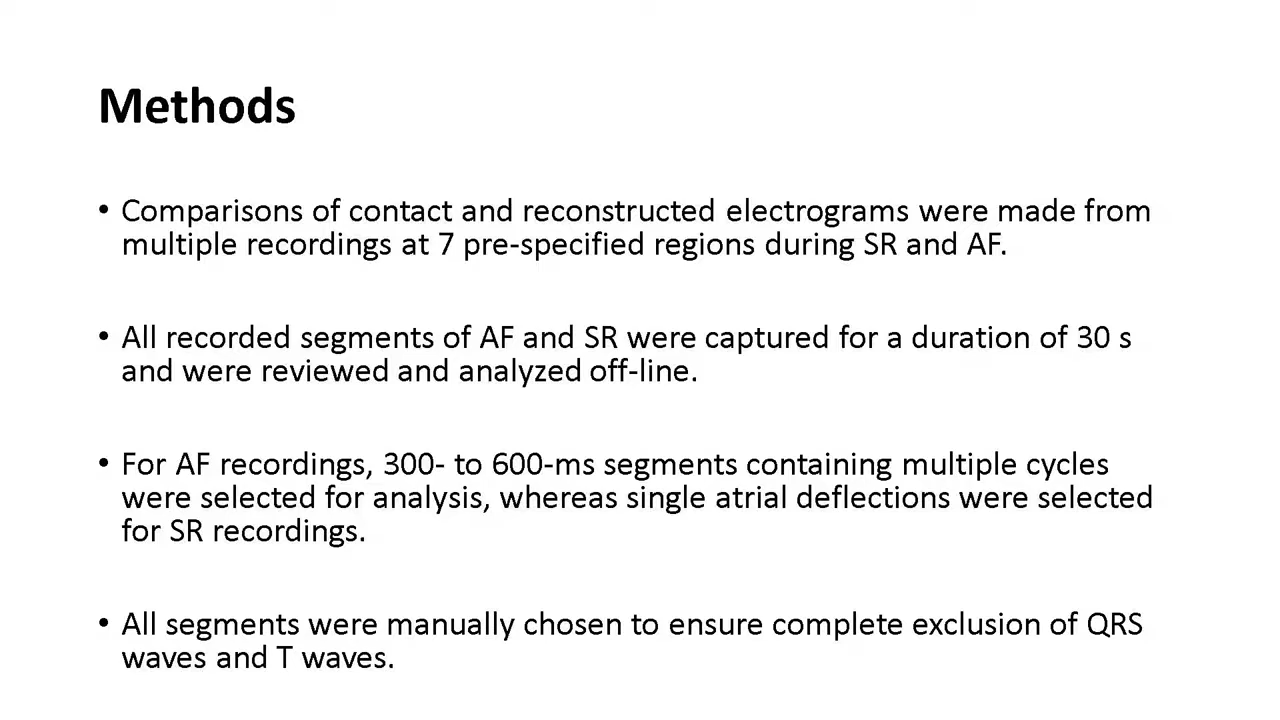 Methods
• Comparisons of contact and reconstructed electrograms were made from
multiple recordings at 7 pre-specified regions during SR and AF.
• All recorded segments of AF and SR were captured for a duration of 30 s
and were reviewed and analyzed off-line.
• For AF recordings, 300- to 600-ms segments containing multiple cycles
were selected for analysis, whereas single atrial deflections were selected
for SR recordings.
• All segments were manually chosen to ensure complete exclusion of QRS
waves and T waves.